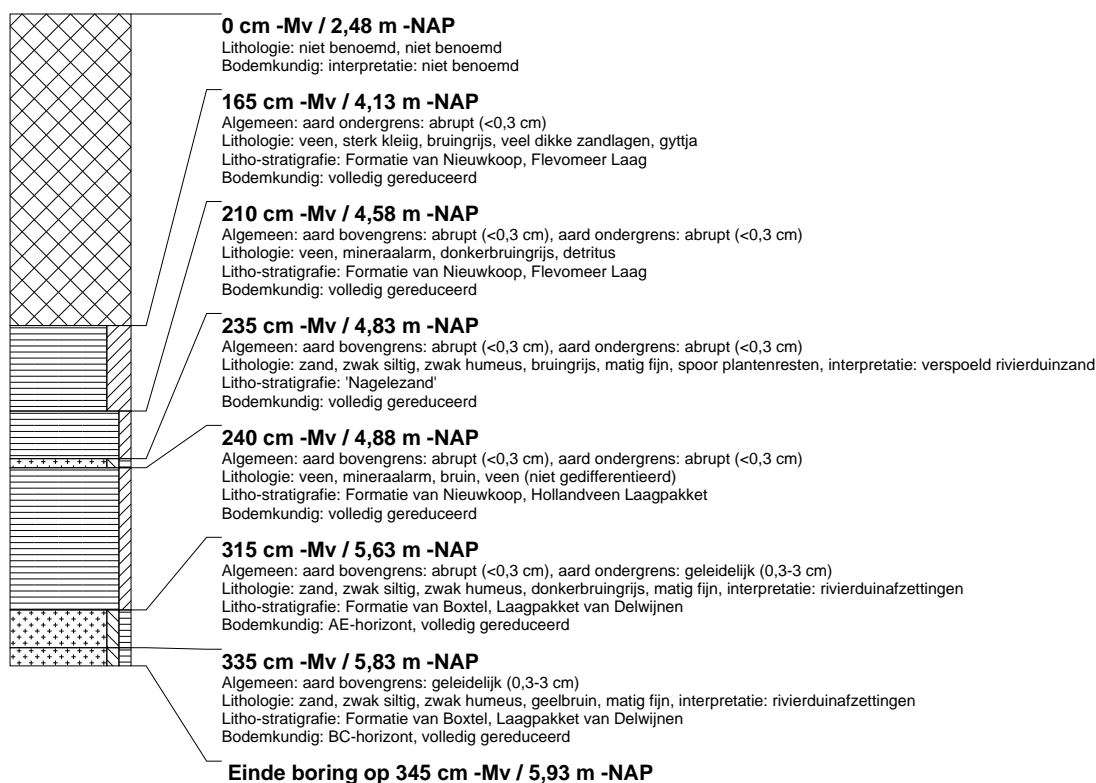 0 cm -Mv / 2,48 m -NAP
Lithologie: niet benoemd, niet benoemd
Bodemkundig: interpretatie: niet benoemd
165 cm -Mv / 4,13 m -NAP
Algemeen: aard ondergrens: abrupt (<0,3 cm)
Lithologie: veen, sterk kleiig, bruingrijs, veel dikke zandlagen, gyttja
Litho-stratigrafie: Formatie van Nieuwkoop, Flevomeer Laag
Bodemkundig: volledig gereduceerd
210 cm -Mv / 4,58 m -NAP
Algemeen: aard bovengrens: abrupt (<0,3 cm), aard ondergrens: abrupt (<0,3 cm)
Lithologie: veen, mineraalarm, donkerbruingrijs, detritus
Litho-stratigrafie: Formatie van Nieuwkoop, Flevomeer Laag
Bodemkundig: volledig gereduceerd
235 cm -Mv / 4,83 m -NAP
Algemeen: aard bovengrens: abrupt (<0,3 cm), aard ondergrens: abrupt (<0,3 cm)
Lithologie: zand, zwak siltig, zwak humeus, bruingrijs, matig fijn, spoor plantenresten, interpretatie: verspoeld rivierduinzand
Litho-stratigrafie: 'Nagelezand'
Bodemkundig: volledig gereduceerd
240 cm -Mv / 4,88 m -NAP
Algemeen: aard bovengrens: abrupt (<0,3 cm), aard ondergrens: abrupt (<0,3 cm)
Lithologie: veen, mineraalarm, bruin, veen (niet gedifferentieerd)
Litho-stratigrafie: Formatie van Nieuwkoop, Hollandveen Laagpakket
Bodemkundig: volledig gereduceerd
315 cm -Mv / 5,63 m -NAP
Algemeen: aard bovengrens: abrupt (<0,3 cm), aard ondergrens: geleidelijk (0,3-3 cm)
Lithologie: zand, zwak siltig, zwak humeus, donkerbruingrijs, matig fijn, interpretatie: rivierduinafzettingen
Litho-stratigrafie: Formatie van Boxtel, Laagpakket van Delwijnen
Bodemkundig: AE-horizont, volledig gereduceerd
335 cm -Mv / 5,83 m -NAP
Algemeen: aard bovengrens: geleidelijk (0,3-3 cm)
Lithologie: zand, zwak siltig, zwak humeus, geelbruin, matig fijn, interpretatie: rivierduinafzettingen
Litho-stratigrafie: Formatie van Boxtel, Laagpakket van Delwijnen
Bodemkundig: BC-horizont, volledig gereduceerd
Einde boring op 345 cm -Mv / 5,93 m -NAP